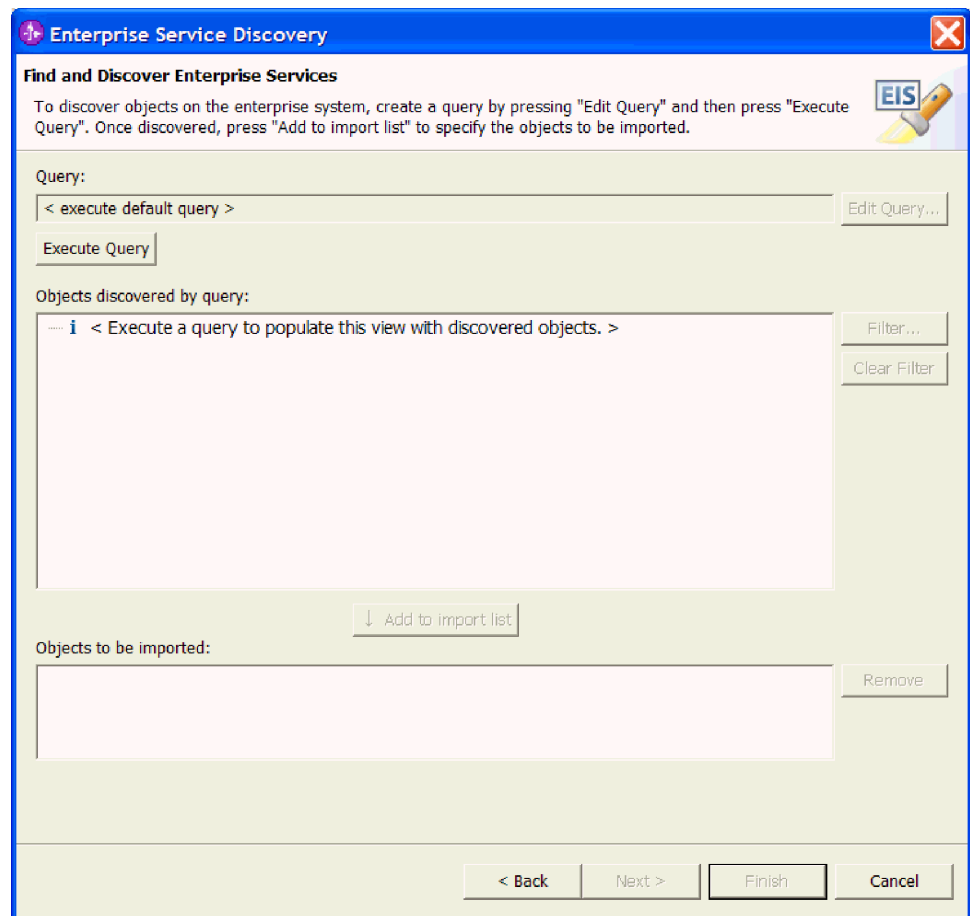 Enterprise Service Discovery
Find and Discover Enterprise Services
To discover objects on the enterprise system, create a query by pressing "Edit Query" and then press "Execute
Query". Once discovered, press "Add to import list" to specify the objects to be imported.
EIS
Query:
< execute default query >
Edit Query...
Execute Query
Objects discovered by query:
i < Execute a query to populate this view with discovered objects. >
Filter...
Clear Filter
↓ Add to import list
Objects to be imported:
Remove
< Back
Next >
Finish
Cancel